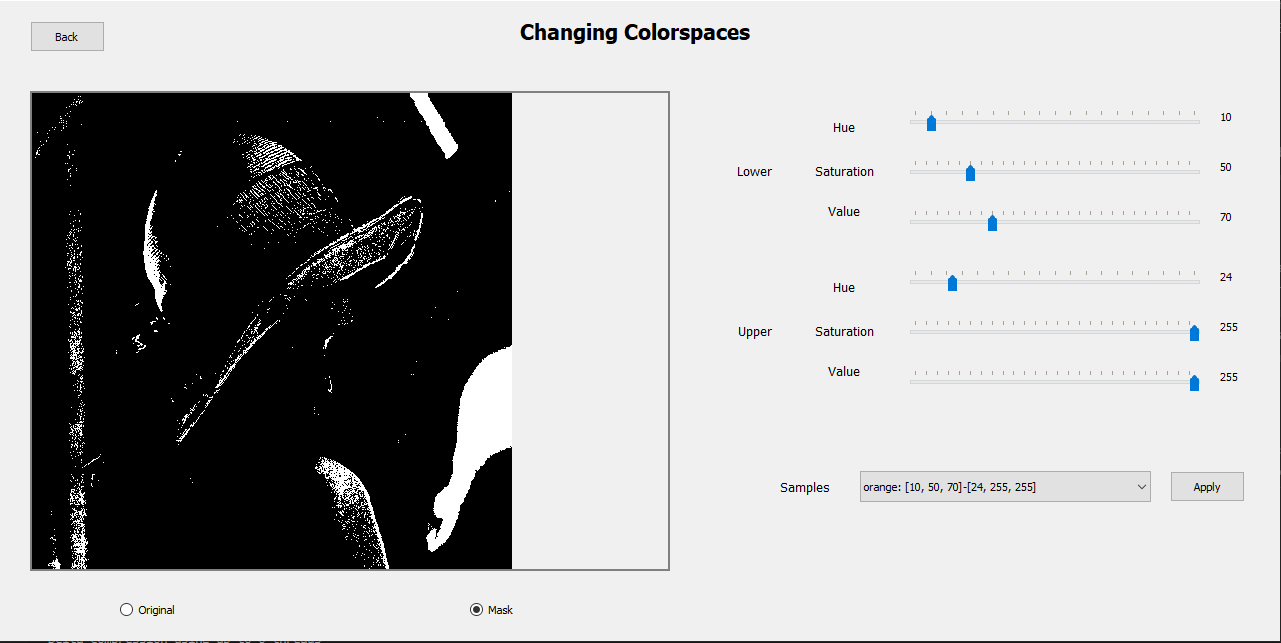 Changing Colorspaces
Back
Hue
10
Lower
Saturation
50
Value
70
Hue
24
Upper
Saturation
255
Value
255
Samples
orange: [10, 50, 70]-[24, 255, 255]
Apply
Original
Mask